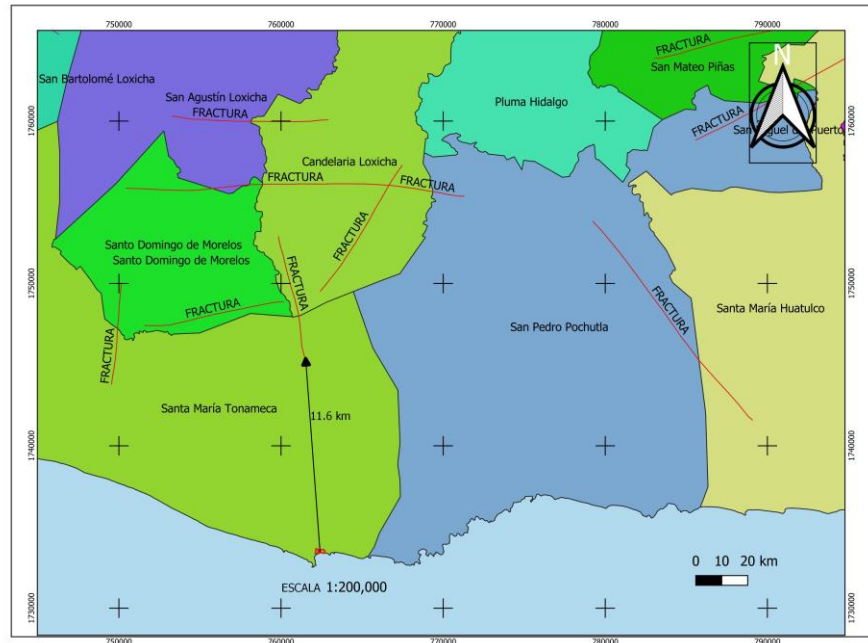 750000 760000 770000 780000 790000
FRACTURA
San Mateo Piñas
N
San Bartolomé Loxicha
San Agustín Loxicha
Pluma Hidalgo
FRACTURA
FRACTURA
1760000
1760000
Candelaria Loxicha
FRACTURA
FRACTURA
FRACTURA
Santo Domingo de Morelos
Santo Domingo de Morelos
FRACTURA
1750000
1750000
FRACTURA
FRACTURA
San Pedro Pochutla
Santa María Huatulco
FRACTURA
FRACTURA
Santa María Tonameca
11.6 km
1740000
1740000
0 10 20 km
ESCALA 1:200,000
1730000
1730000
750000 760000 770000 780000 790000